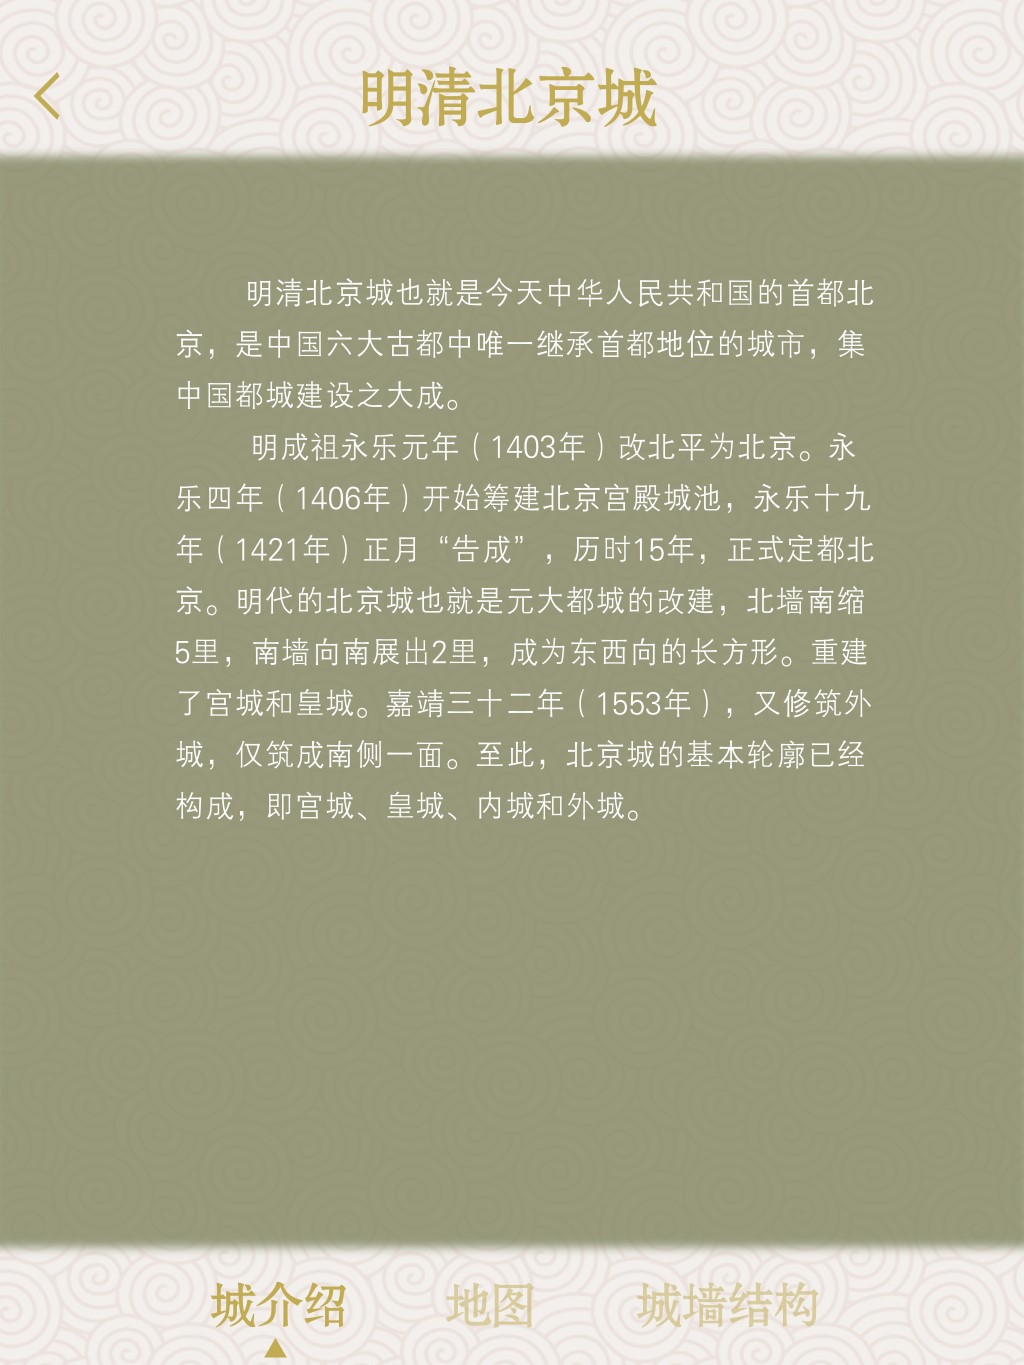 明清北京城
明清北京城也就是今天中华人民共和国的首都北
京，是中国六大古都中唯一继承首都地位的城市，集
中国都城建设之大成。
明成祖永乐元年（1403年）改北平为北京。永
乐四年（1406年）开始筹建北京宫殿城池，永乐十九
年（1421年）正月“告成”，历时15年，正式定都北
京。明代的北京城也就是元大都城的改建，北墙南缩
5里，南墙向南展出2里，成为东西向的长方形。重建
了宫城和皇城。嘉靖三十二年（1553年），又修筑外
城，仅筑成南侧一面。至此，北京城的基本轮廓已经
构成，即宫城、皇城、内城和外城。
城介绍
地图
城墙结构